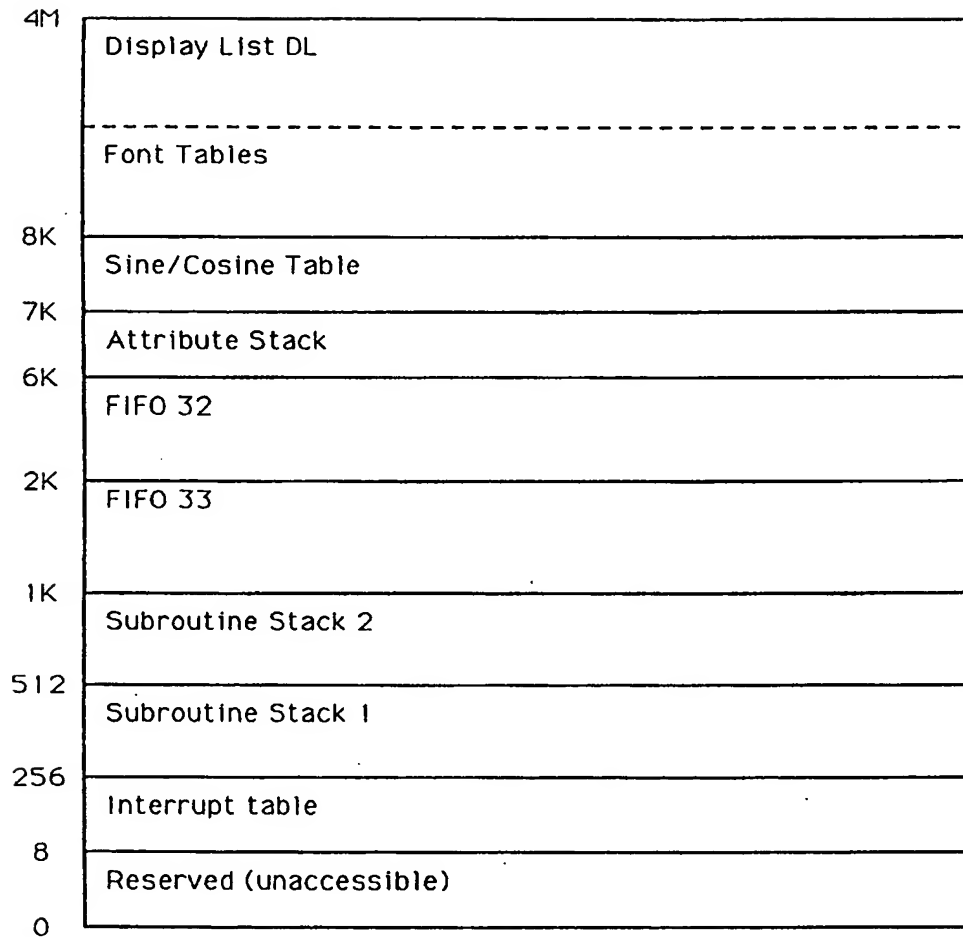 4M
Display List DL
Font Tables
8K
Sine/Cosine Table
7K
Attribute Stack
6K
FIFO 32
2K
FIFO 33
1K
Subroutine Stack 2
512
Subroutine Stack 1
256
Interrupt table
8
Reserved (unaccessible)
0